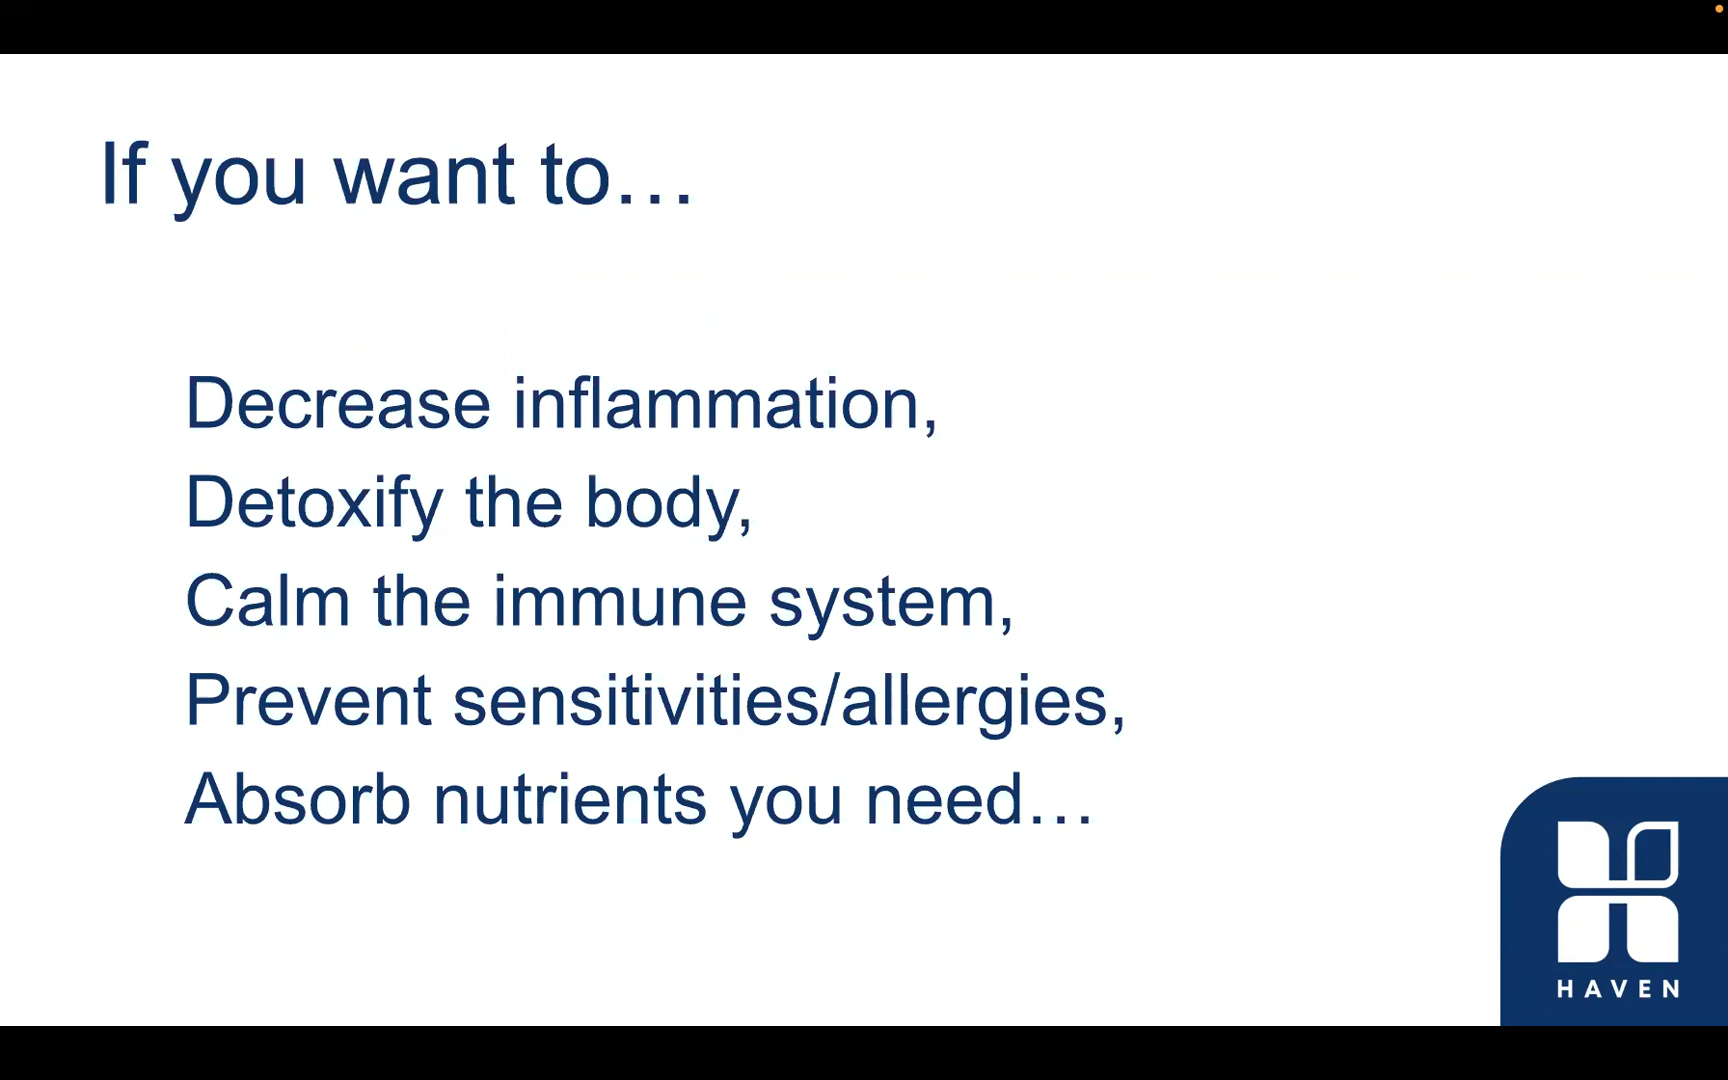 If you want to…
Decrease inflammation,
Detoxify the body,
Calm the immune system,
Prevent sensitivities/allergies,
Absorb nutrients you need…
HAVEN